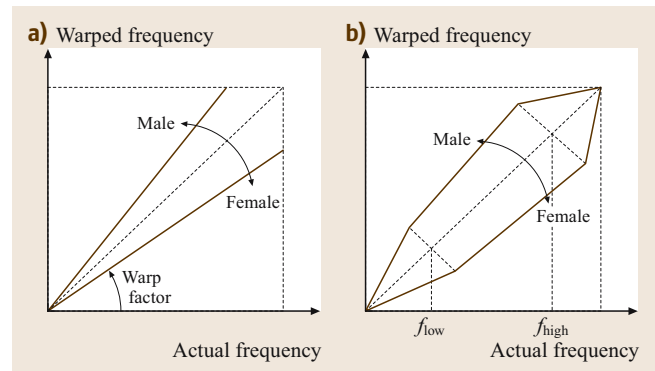 a) Warped frequency
Male
Female
Warp
factor
Actual frequency
b) Warped frequency
Male
Female
flow
fhigh
Actual frequency